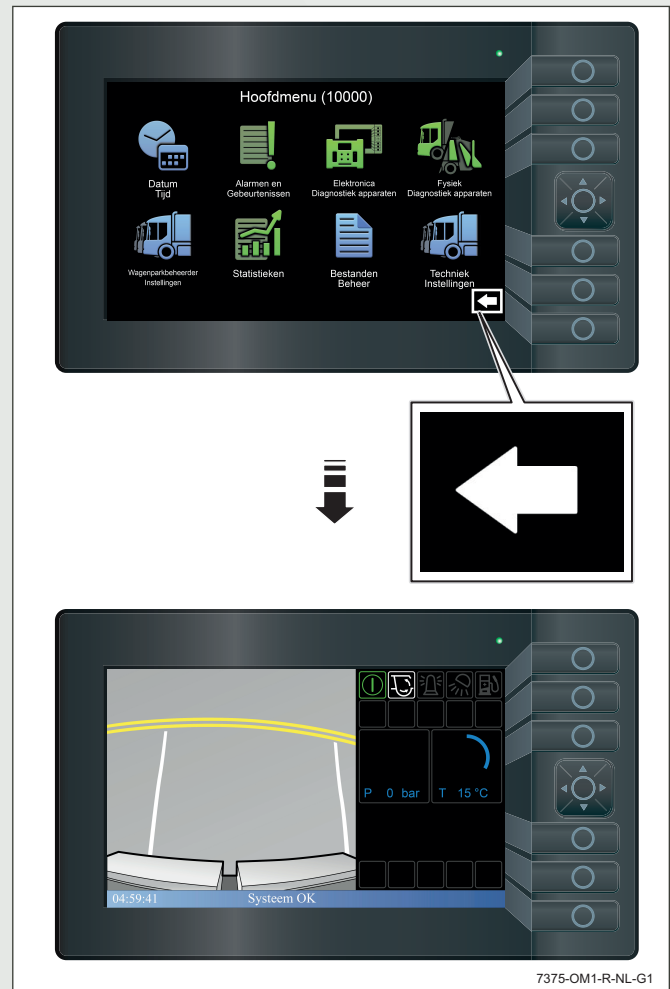 Hoofdmenu (10000)
Datum
Tijd
Alarmen en
Gebeurtenissen
Elektronica
Diagnostiek apparaten
Fysiek
Diagnostiek apparaten
Wagenparkbeheerder
Instellingen
Statistieken
Bestanden
Beheer
Techniek
Instellingen
P 0 bar T 15 °C
04:59:41 Systeem OK
7375-OM1-R-NL-G1